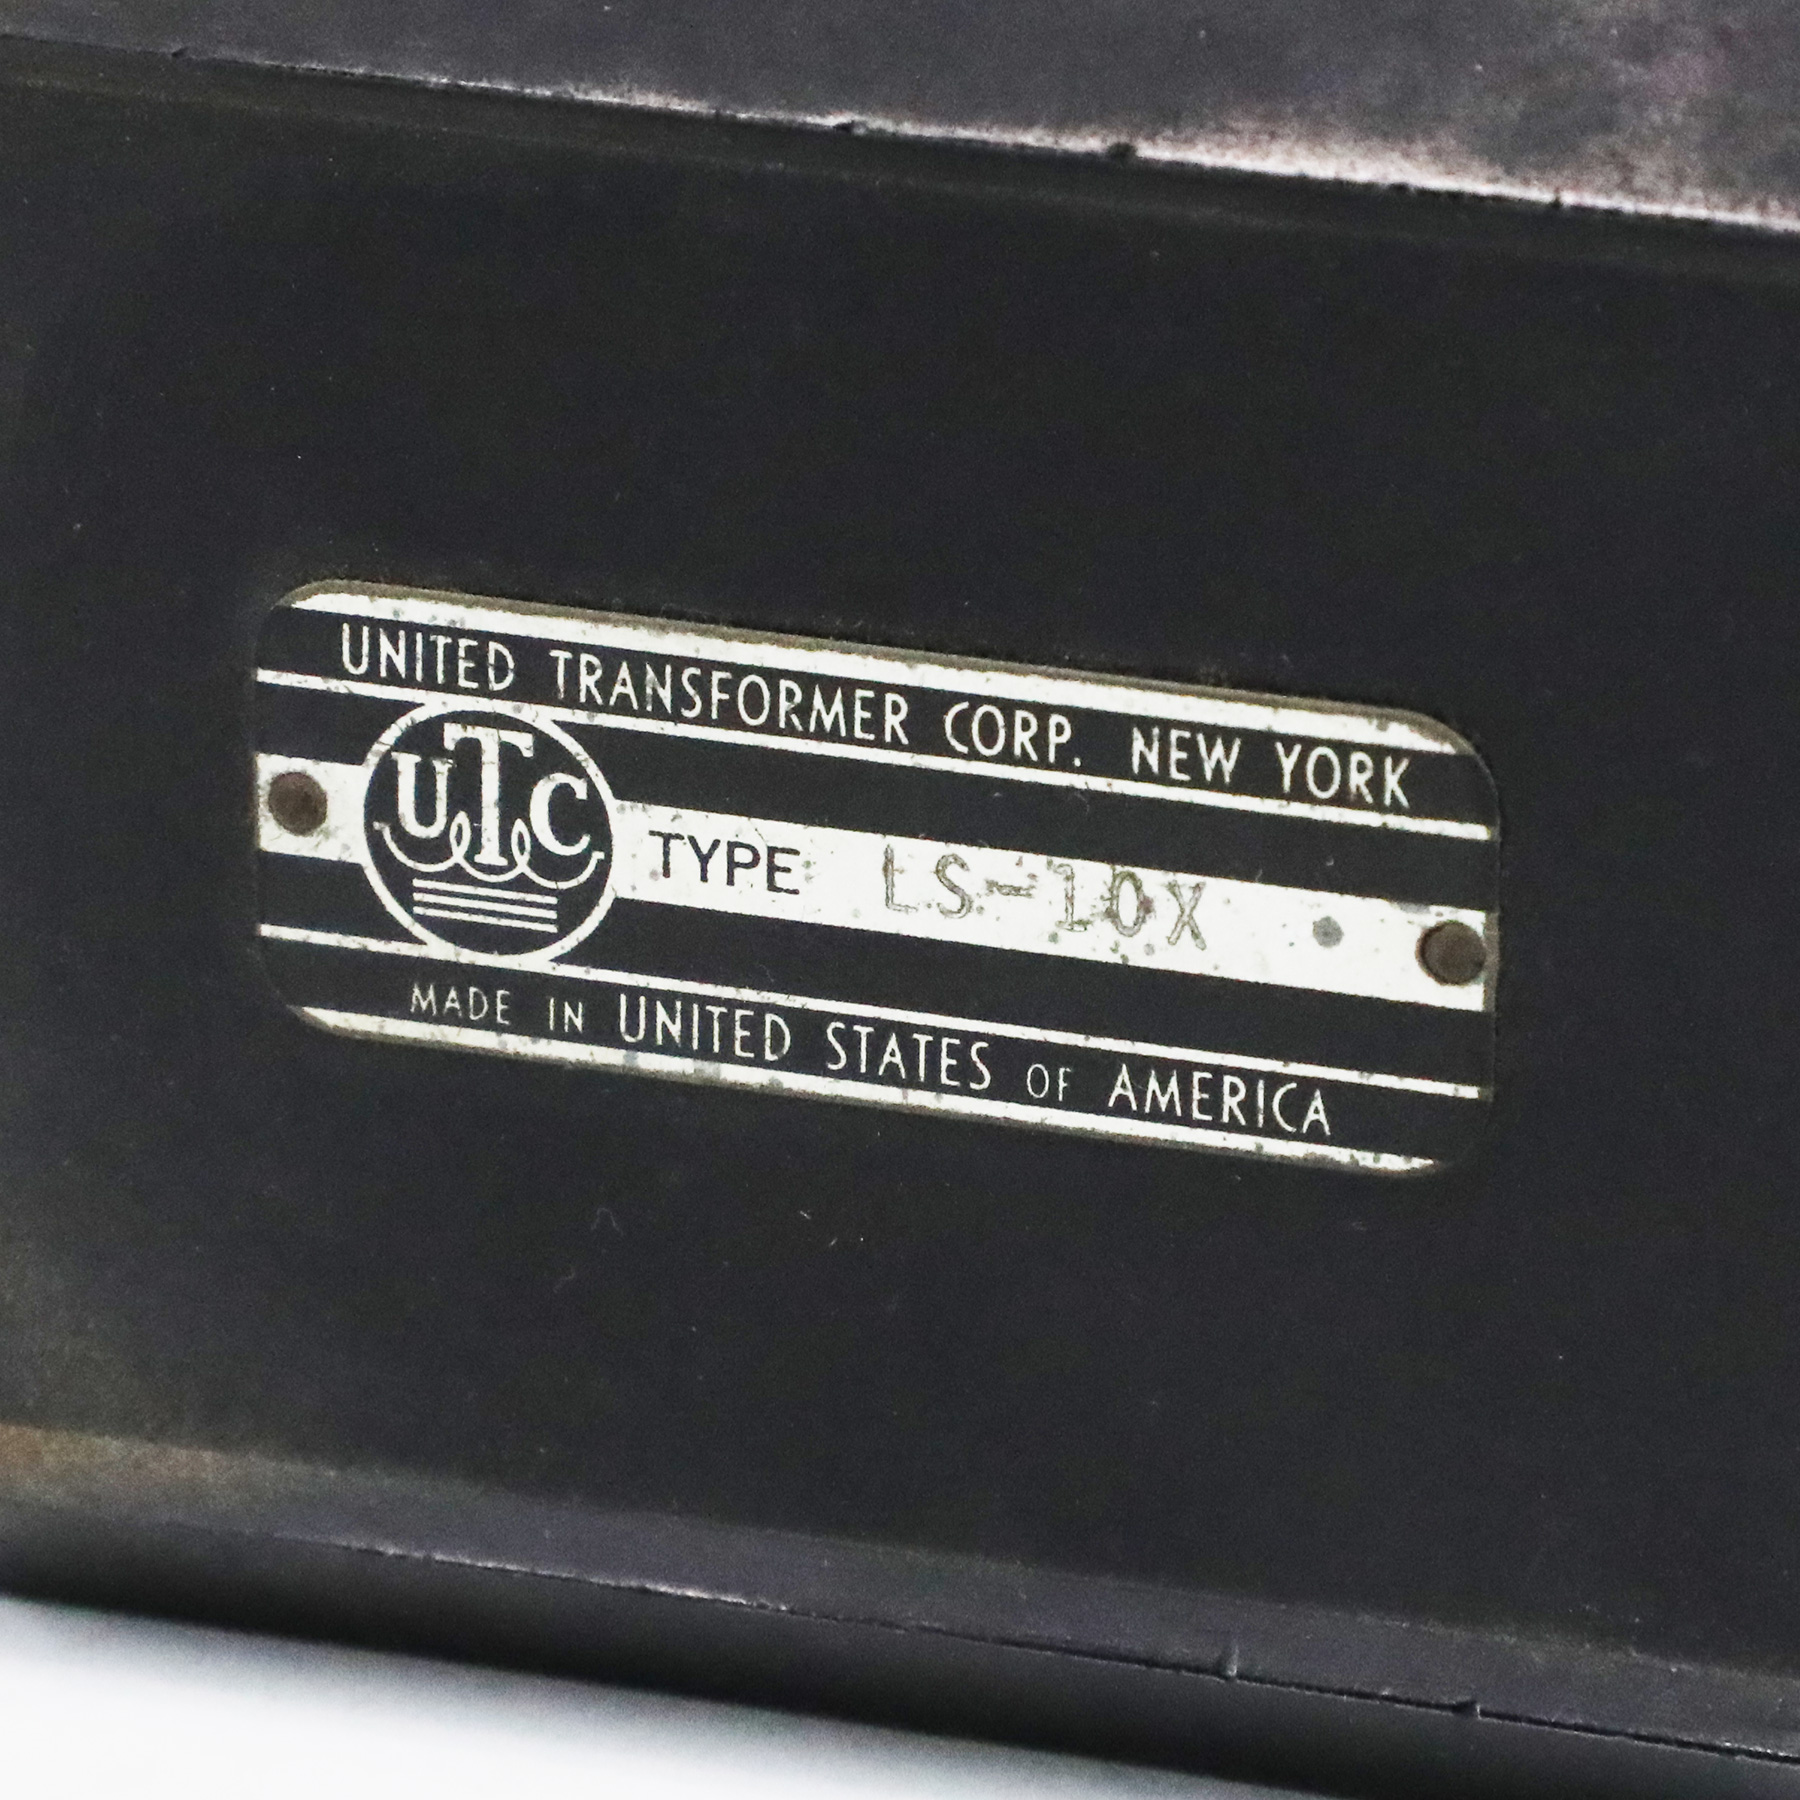 UNITED TRANSFORMER CORP. NEW YORK
UTC
TYPE LS-10X
MADE IN UNITED STATES OF AMERICA